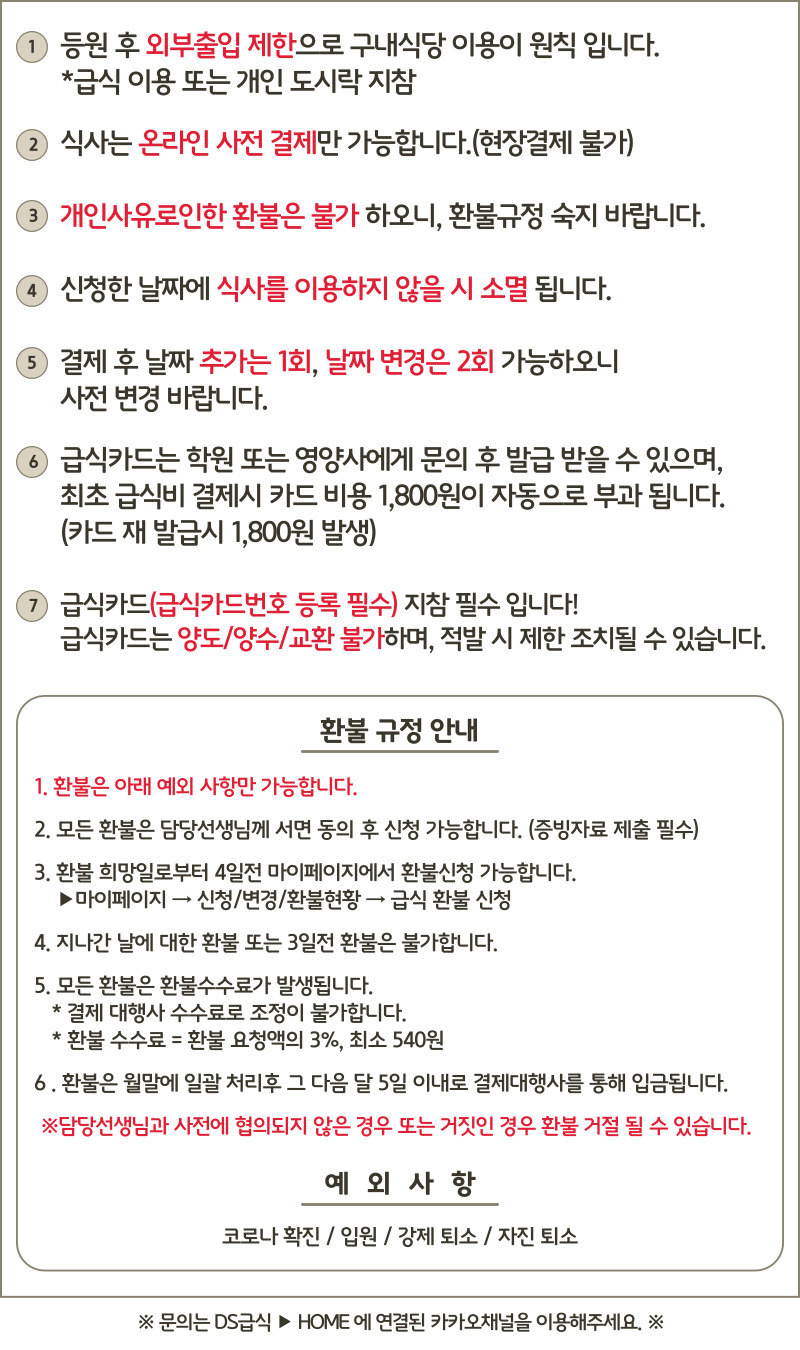 1 등원 후 외부출입 제한으로 구내식당 이용이 원칙 입니다.
*급식 이용 또는 개인 도시락 지참
2 식사는 온라인 사전 결제만 가능합니다.(현장결제 불가)
3 개인사유로인한 환불은 불가 하오니, 환불규정 숙지 바랍니다.
4 신청한 날짜에 식사를 이용하지 않을 시 소멸 됩니다.
5 결제 후 날짜 추가는 1회, 날짜 변경은 2회 가능하오니
사전 변경 바랍니다.
6 급식카드는 학원 또는 영양사에게 문의 후 발급 받을 수 있으며,
최초 급식비 결제시 카드 비용 1,800원이 자동으로 부과 됩니다.
(카드 재 발급시 1,800원 발생)
7 급식카드(급식카드번호 등록 필수) 지참 필수 입니다!
급식카드는 양도/양수/교환 불가하며, 적발 시 제한 조치될 수 있습니다.
환불 규정 안내
1. 환불은 아래 예외 사항만 가능합니다.
2. 모든 환불은 담당선생님께 서면 동의 후 신청 가능합니다. (증빙자료 제출 필수)
3. 환불 희망일로부터 4일전 마이페이지에서 환불신청 가능합니다.
▶마이페이지 → 신청/변경/환불현황 → 급식 환불 신청
4. 지나간 날에 대한 환불 또는 3일전 환불은 불가합니다.
5. 모든 환불은 환불수수료가 발생됩니다.
* 결제 대행사 수수료로 조정이 불가합니다.
* 환불 수수료 = 환불 요청액의 3%, 최소 540원
6 . 환불은 월말에 일괄 처리후 그 다음 달 5일 이내로 결제대행사를 통해 입금됩니다.
※담당선생님과 사전에 협의되지 않은 경우 또는 거짓인 경우 환불 거절 될 수 있습니다.
예 외 사 항
코로나 확진 / 입원 / 강제 퇴소 / 자진 퇴소
※ 문의는 DS급식 ▶ HOME 에 연결된 카카오채널을 이용해주세요. ※